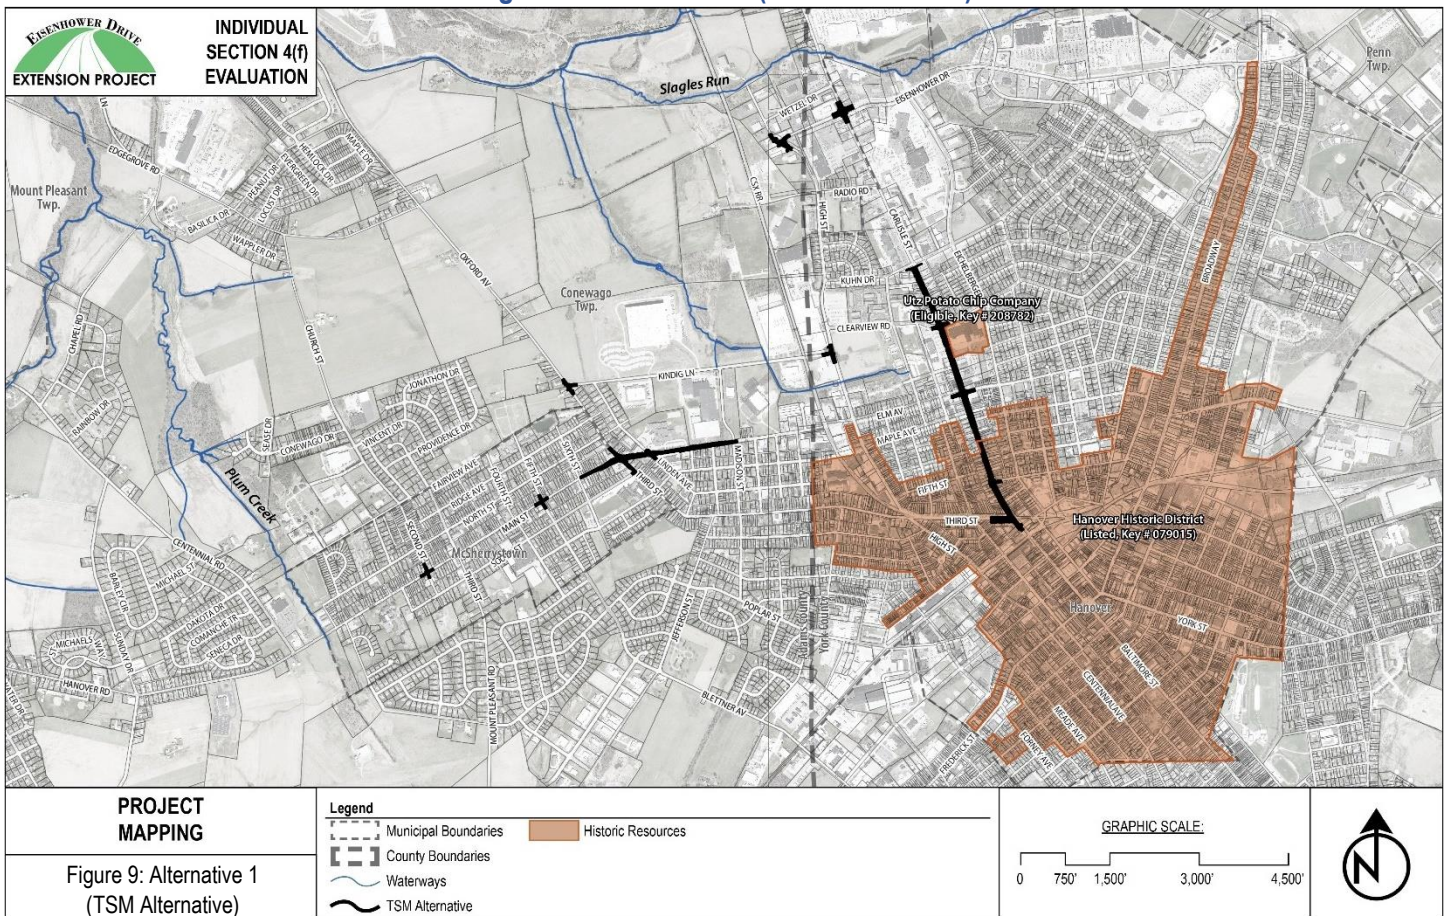 EISENHOWER DRIVE
EXTENSION PROJECT
INDIVIDUAL
SECTION 4(f)
EVALUATION
Slagles Run
Penn
Twp.
WETZEL DR
EISENHOWER DR
EDGEGROVE RD
MAPLE DR
HEMLOCK DR
EVERGREEN DR
PEANUT DR
LOCUST DR
BASILICA DR
WAPPLER DR
Mount Pleasant
Twp.
CSX RR
RADIO RD
HIGH ST
CARLISLE ST
BROADWAY
OXFORD AV
KUHN DR
Conewago
Twp.
Utz Potato Chip Company
(Eligible, Key # 208782)
CHAPEL RD
CHURCH ST
CLEARVIEW RD
KINDIG LN
JONATHON DR
RAINBOW DR
ELM AV
MAPLE AVE
SEASE DR
CONEWAGO DR
VINCENT DR
PROVIDENCE DR
Plum Creek
FAIRVIEW AVE
RIDGE AVE
NORTH ST
MAIN ST
FOURTH ST
FIFTH ST
SIXTH ST
LINDEN AVE
THIRD ST
MADISON ST
FIFTH ST
THIRD ST
HIGH ST
Hanover Historic District
(Listed, Key # 079015)
SECOND ST
THIRD ST
McSherrystown
CENTENNIAL RD
MICHAEL ST
BARLEY CIR
DAKOTA DR
COMANCHE TR
SENECA DR
SUNDAY DR
ST MICHAELS WAY
HANOVER RD
JEFFERSON ST
POPLAR ST
Adams County
York County
Hanover
YORK ST
BALTIMORE ST
CENTENNIAL AVE
MEADE AVE
FORNEY AVE
FREDERICK ST
MOUNT PLEASANT RD
BLETTNER AV
PROJECT
MAPPING
Figure 9: Alternative 1
(TSM Alternative)
Legend
Municipal Boundaries
Historic Resources
County Boundaries
Waterways
TSM Alternative
GRAPHIC SCALE:
0 750' 1,500' 3,000' 4,500'
N